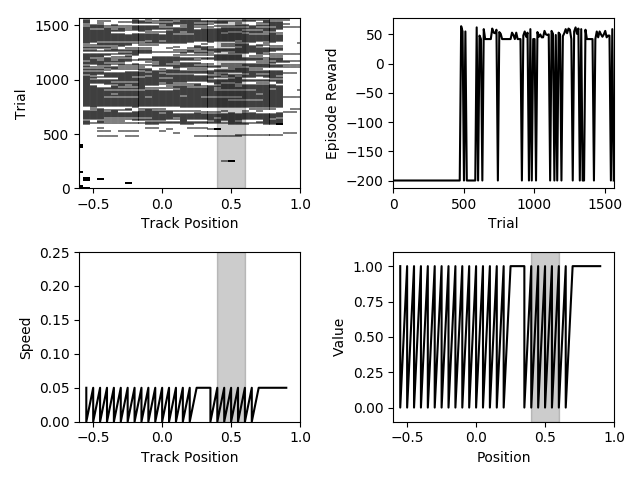 1500
1000
500
0
Trial
−0.5 0.0 0.5 1.0
Track Position
50
0
−50
−100
−150
−200
Episode Reward
0 500 1000 1500
Trial
0.25
0.20
0.15
0.10
0.05
0.00
Speed
−0.5 0.0 0.5 1.0
Track Position
1.00
0.75
0.50
0.25
0.00
Value
−0.5 0.0 0.5 1.0
Position